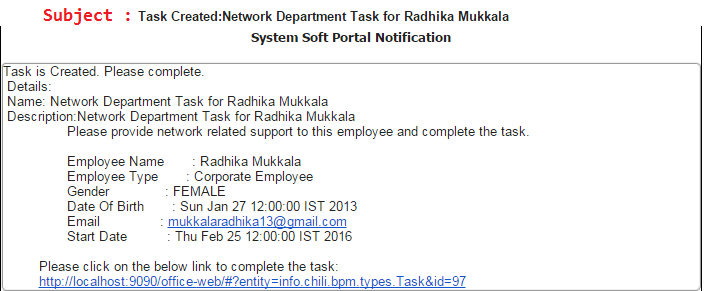 Subject : Task Created:Network Department Task for Radhika Mukkala
System Soft Portal Notification
Task is Created. Please complete.
Details:
Name: Network Department Task for Radhika Mukkala
Description:Network Department Task for Radhika Mukkala
Please provide network related support to this employee and complete the task.
Employee Name : Radhika Mukkala
Employee Type : Corporate Employee
Gender : FEMALE
Date Of Birth : Sun Jan 27 12:00:00 IST 2013
Email : mukkalaradhika13@gmail.com
Start Date : Thu Feb 25 12:00:00 IST 2016
Please click on the below link to complete the task:
http://localhost:9090/office-web/#?entity=info.chili.bpm.types.Task&id=97